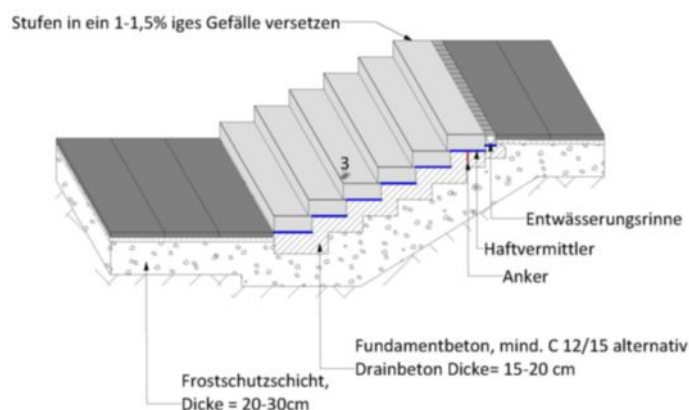 Stufen in ein 1-1,5% iges Gefälle versetzen
3
Entwässerungsrinne
Haftvermittler
Anker
Fundamentbeton, mind. C 12/15 alternativ
Drainbeton Dicke= 15-20 cm
Frostschutzschicht,
Dicke = 20-30cm